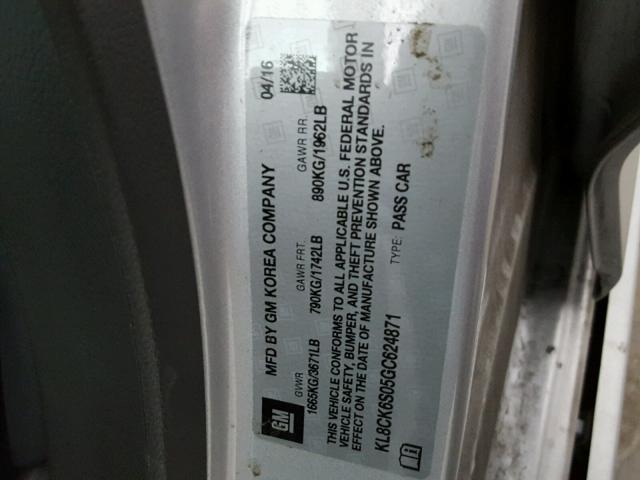 GM
MFD BY GM KOREA COMPANY 04/16
GVWR GAWR FRT. GAWR RR.
1665KG/3671LB 790KG/1742LB 890KG/1962LB
THIS VEHICLE CONFORMS TO ALL APPLICABLE U.S. FEDERAL MOTOR
VEHICLE SAFETY, BUMPER, AND THEFT PREVENTION STANDARDS IN
EFFECT ON THE DATE OF MANUFACTURE SHOWN ABOVE.
KL8CK6S05GC624871 TYPE: PASS CAR